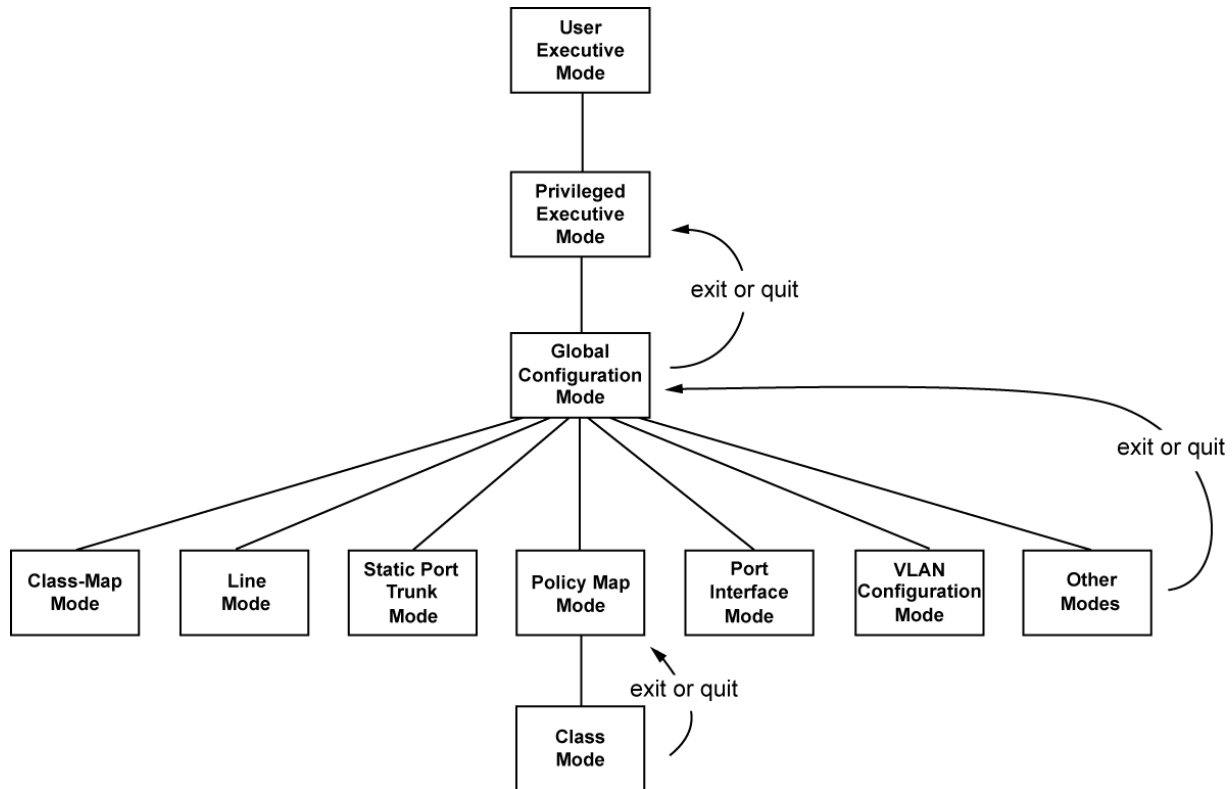 User
Executive
Mode
Privileged
Executive
Mode
exit or quit
Global
Configuration
Mode
exit or quit
Class-Map
Mode
Line
Mode
Static Port
Trunk
Mode
Policy Map
Mode
Port
Interface
Mode
VLAN
Configuration
Mode
Other
Modes
exit or quit
Class
Mode